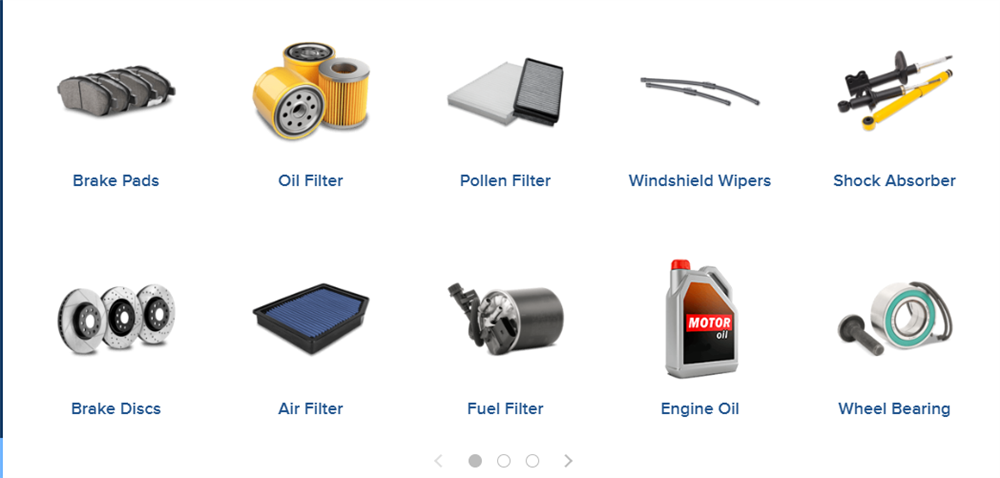 Brake Pads
Oil Filter
Pollen Filter
Windshield Wipers
Shock Absorber
MOTOR
oil
Brake Discs
Air Filter
Fuel Filter
Engine Oil
Wheel Bearing